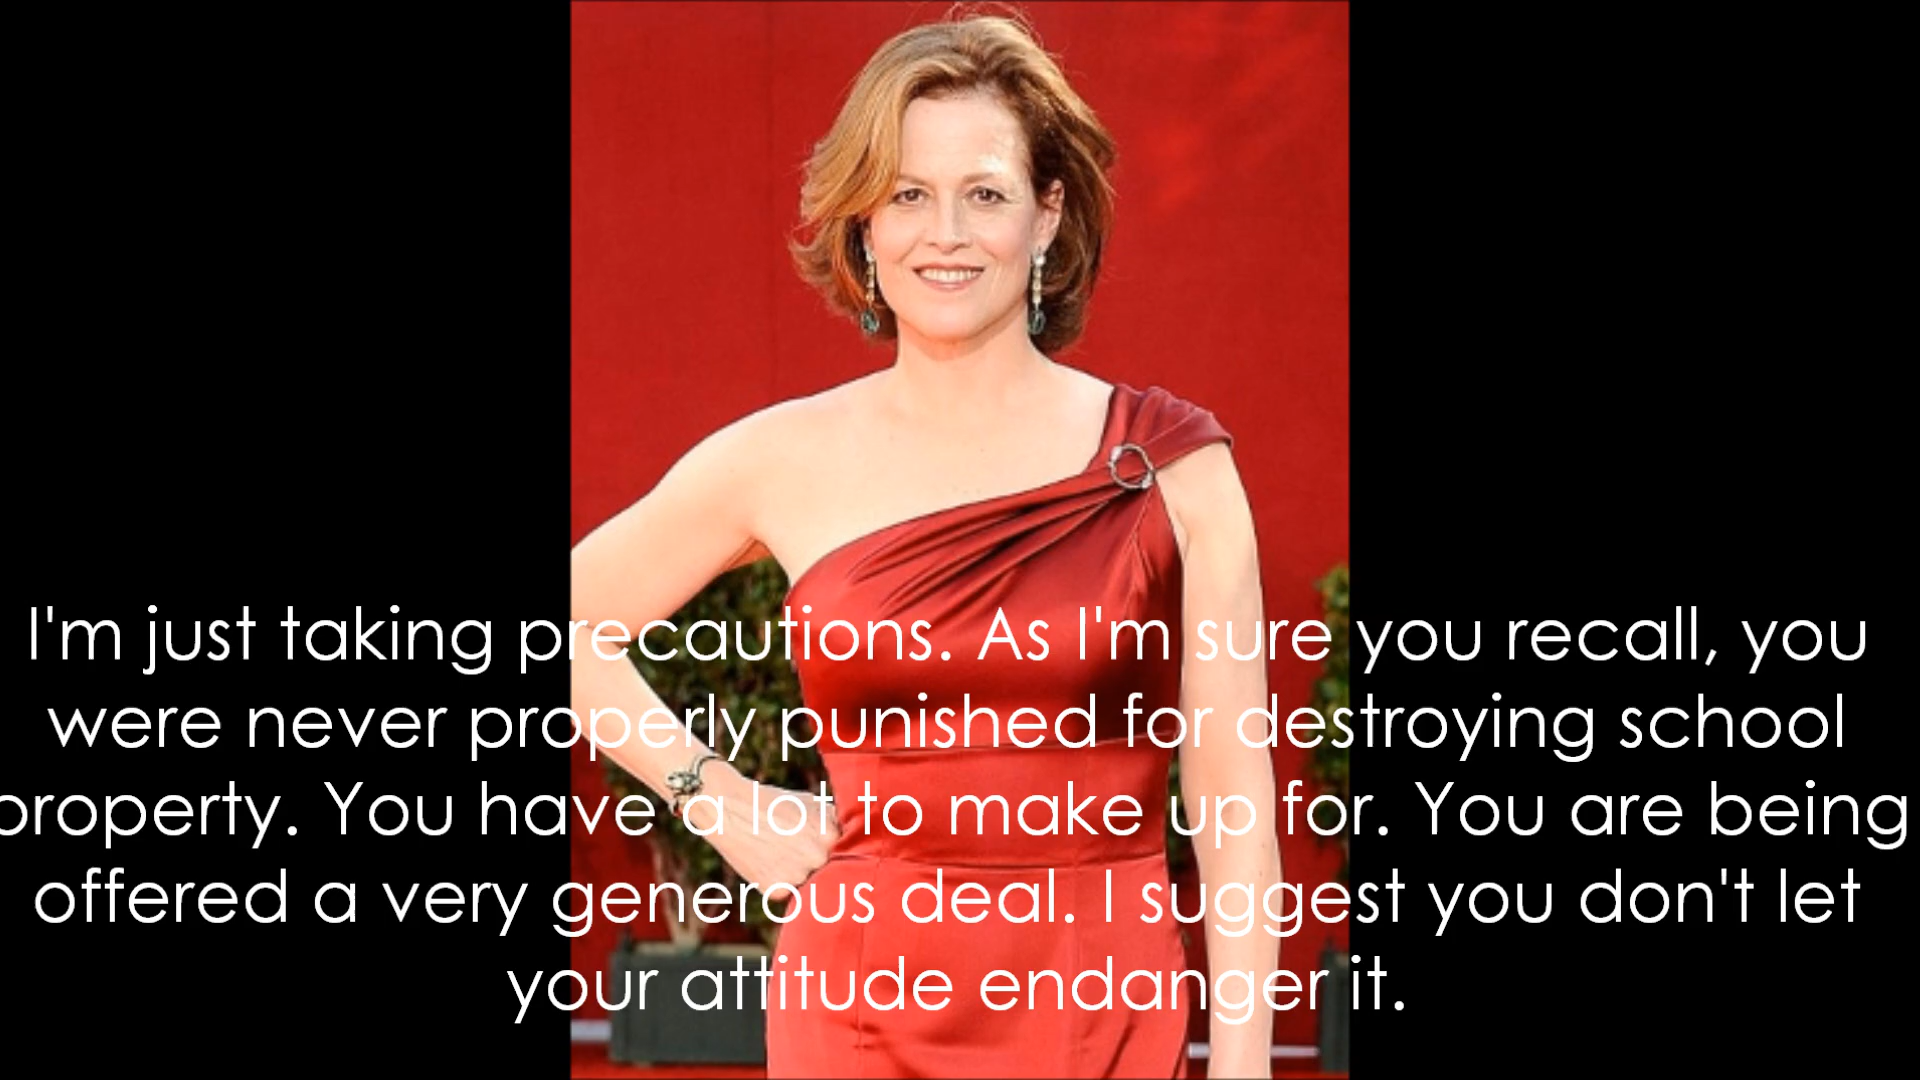 I'm just taking precautions. As I'm sure you recall, you
were never properly punished for destroying school
property. You have a lot to make up for. You are being
offered a very generous deal. I suggest you don't let
your attitude endanger it.